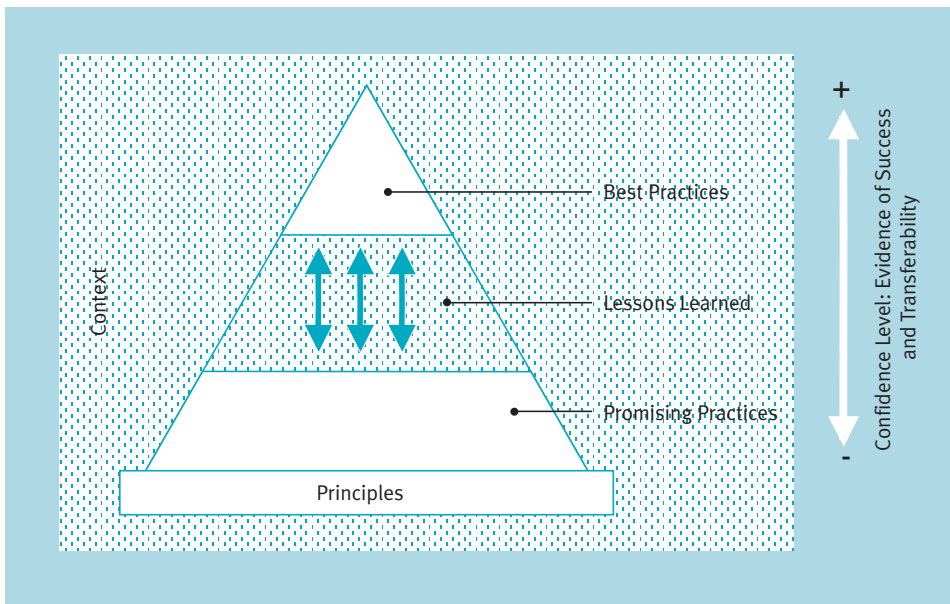 Context
Best Practices
Lessons Learned
Promising Practices
Principles
+
Confidence Level: Evidence of Success
and Transferability
-